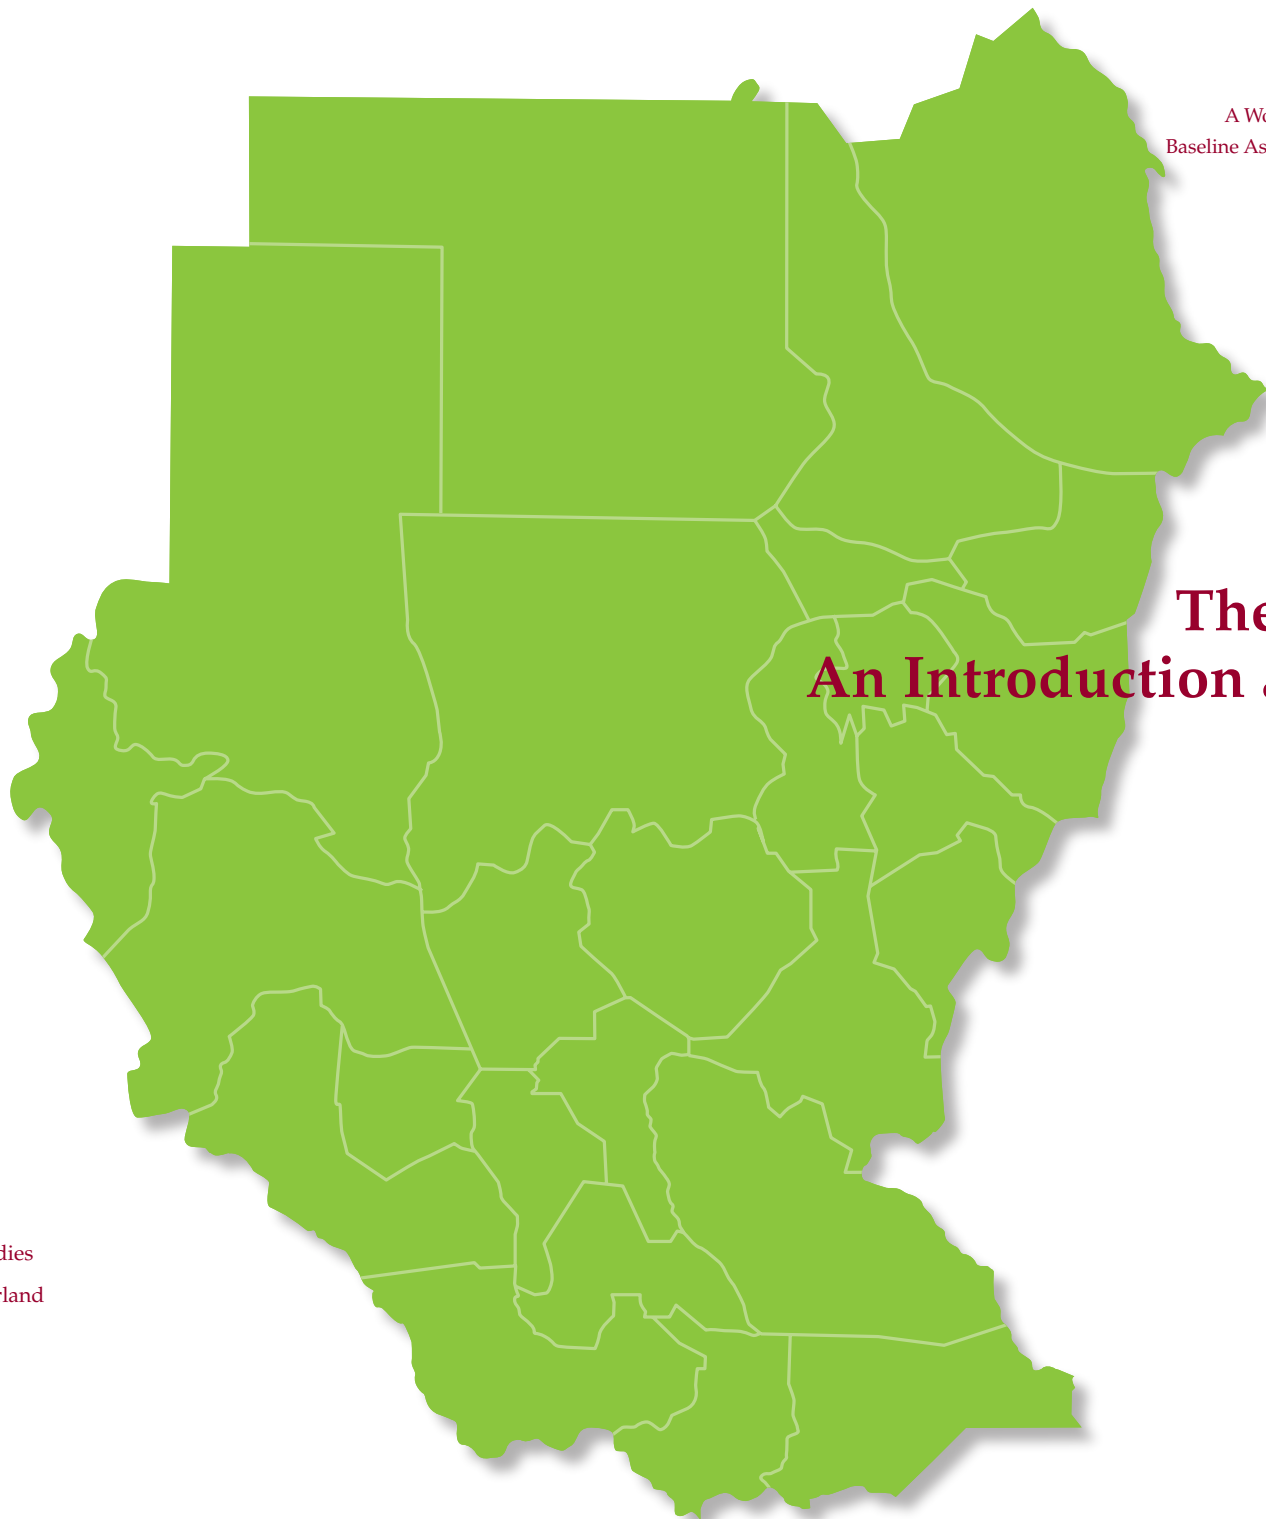 A Wo
Baseline As
The
An Introduction
dies
rland